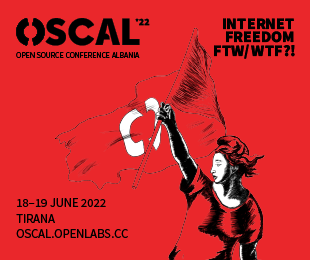 OSCAL '22
OPEN SOURCE CONFERENCE ALBANIA
INTERNET
FREEDOM
FTW/WTF?!
18–19 JUNE 2022
TIRANA
OSCAL.OPENLABS.CC